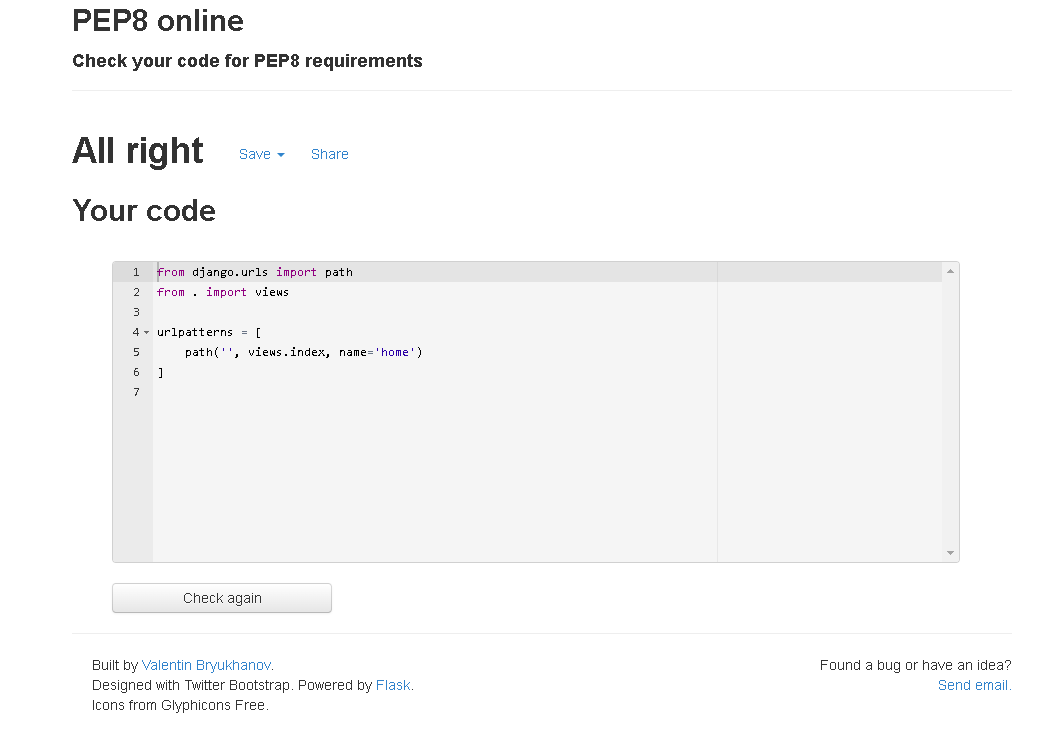 PEP8 online
Check your code for PEP8 requirements
All right Save Share
Your code
1 from django.urls import path
2 from . import views
3
4 urlpatterns = [
5     path('', views.index, name='home')
6 ]
7
Check again
Built by Valentin Bryukhanov. Found a bug or have an idea?
Designed with Twitter Bootstrap. Powered by Flask. Send email.
Icons from Glyphicons Free.